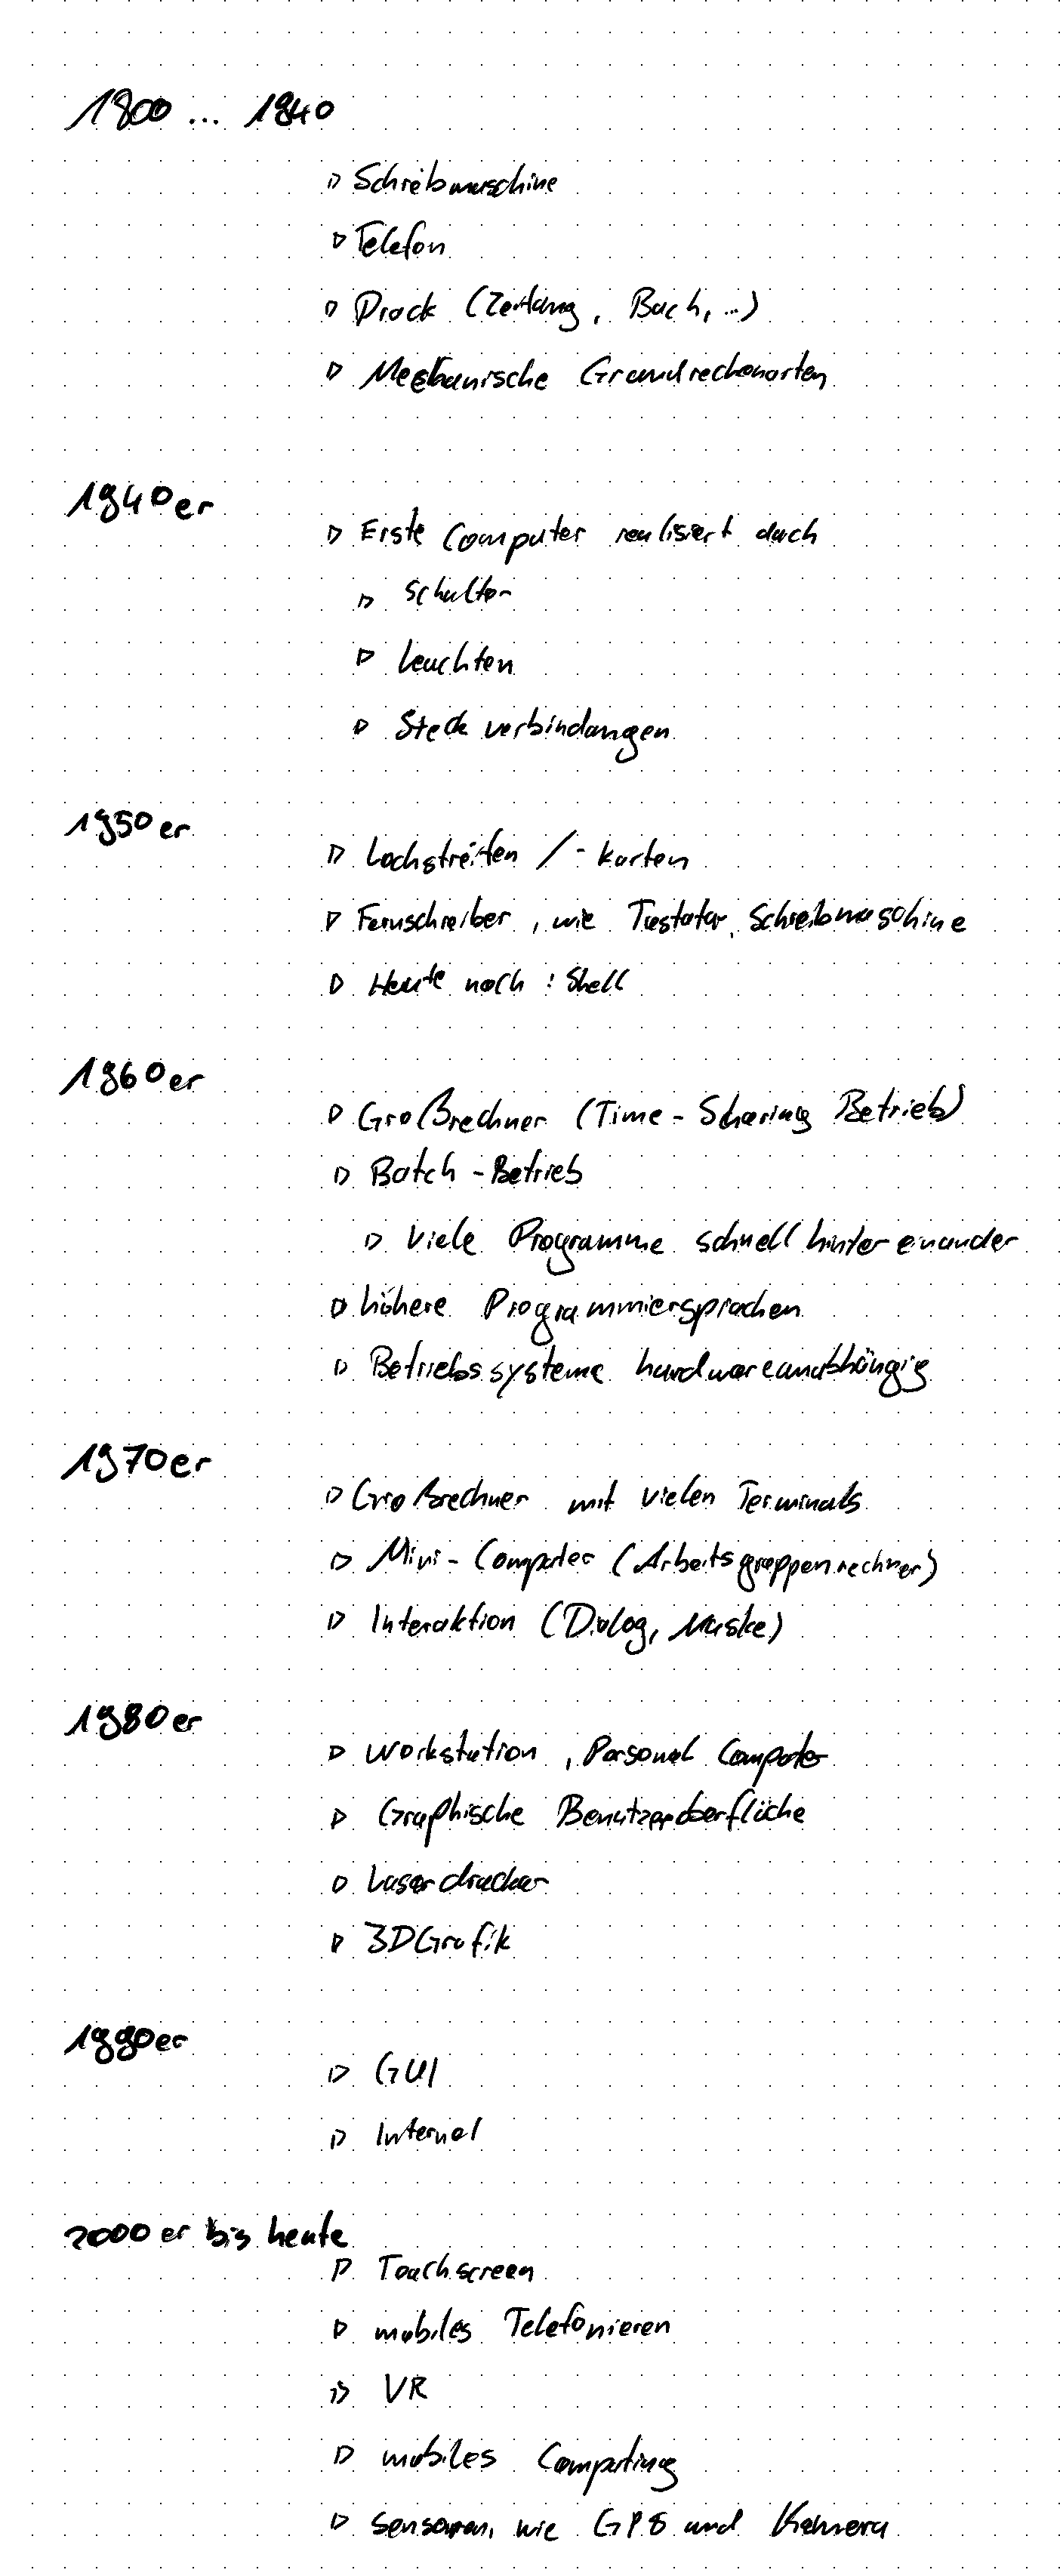 1800 ... 1940
▷ Schreibmaschine
▷ Telefon
▷ Druck (Zeitung, Buch, ...)
▷ Mechanische Grundrechenarten
1940er
▷ Erste Computer realisiert durch
▷ Schalter
▷ Leuchten
▷ Steckverbindungen
1950er
▷ Lochstreifen / -karten
▷ Fernschreiber, wie Tastatur, Schreibmaschine
▷ Heute noch: Shell
1960er
▷ Großrechner (Time-Sharing Betrieb)
▷ Batch-Betrieb
▷ Viele Programme schnell hintereinander
▷ höhere Programmiersprachen
▷ Betriebssysteme hardwareunabhängig
1970er
▷ Großrechner mit vielen Terminals
▷ Mini-Computer (Arbeitsgruppenrechner)
▷ Interaktion (Dialog, Maske)
1980er
▷ Workstation, Personal Computer
▷ Graphische Benutzeroberfläche
▷ Laserdrucker
▷ 3D Grafik
1990er
▷ GUI
▷ Internet
2000er bis heute
▷ Touchscreen
▷ mobiles Telefonieren
▷ VR
▷ mobiles Computing
▷ Sensoren, wie GPS und Kamera